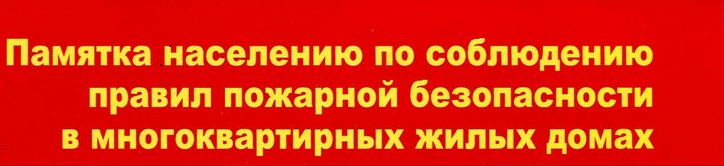 Памятка населению по соблюдению
правил пожарной безопасности
в многоквартирных жилых домах